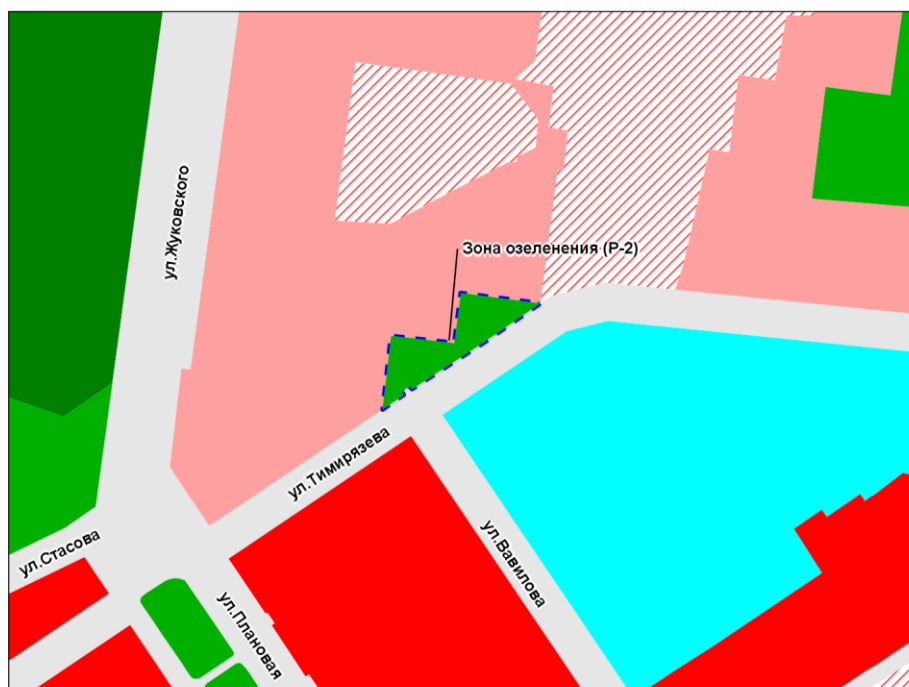 ул.Жуковского
Зона озеленения (Р-2)
ул.Тимирязева
ул.Стасова
ул.Вавилова
ул.Плановая